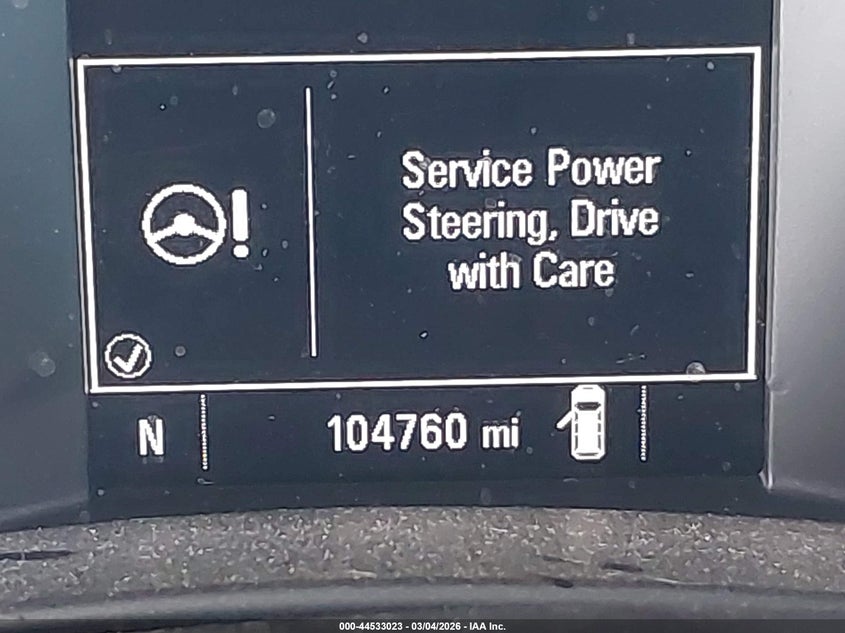 Service Power
Steering, Drive
with Care
N
104760 mi
000-44533023 - 03/04/2026 - IAA Inc.